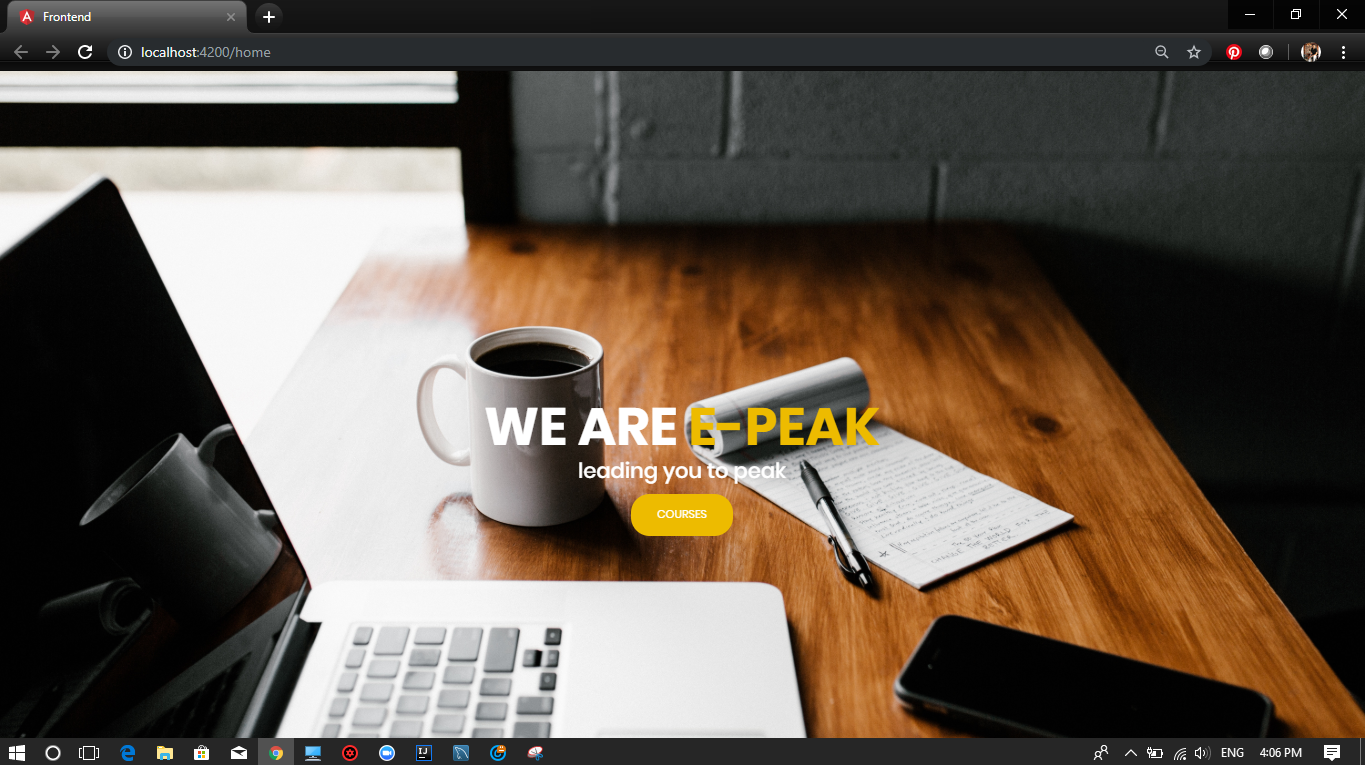 Frontend
localhost:4200/home
WE ARE E-PEAK
leading you to peak
COURSES
ENG
4:06 PM